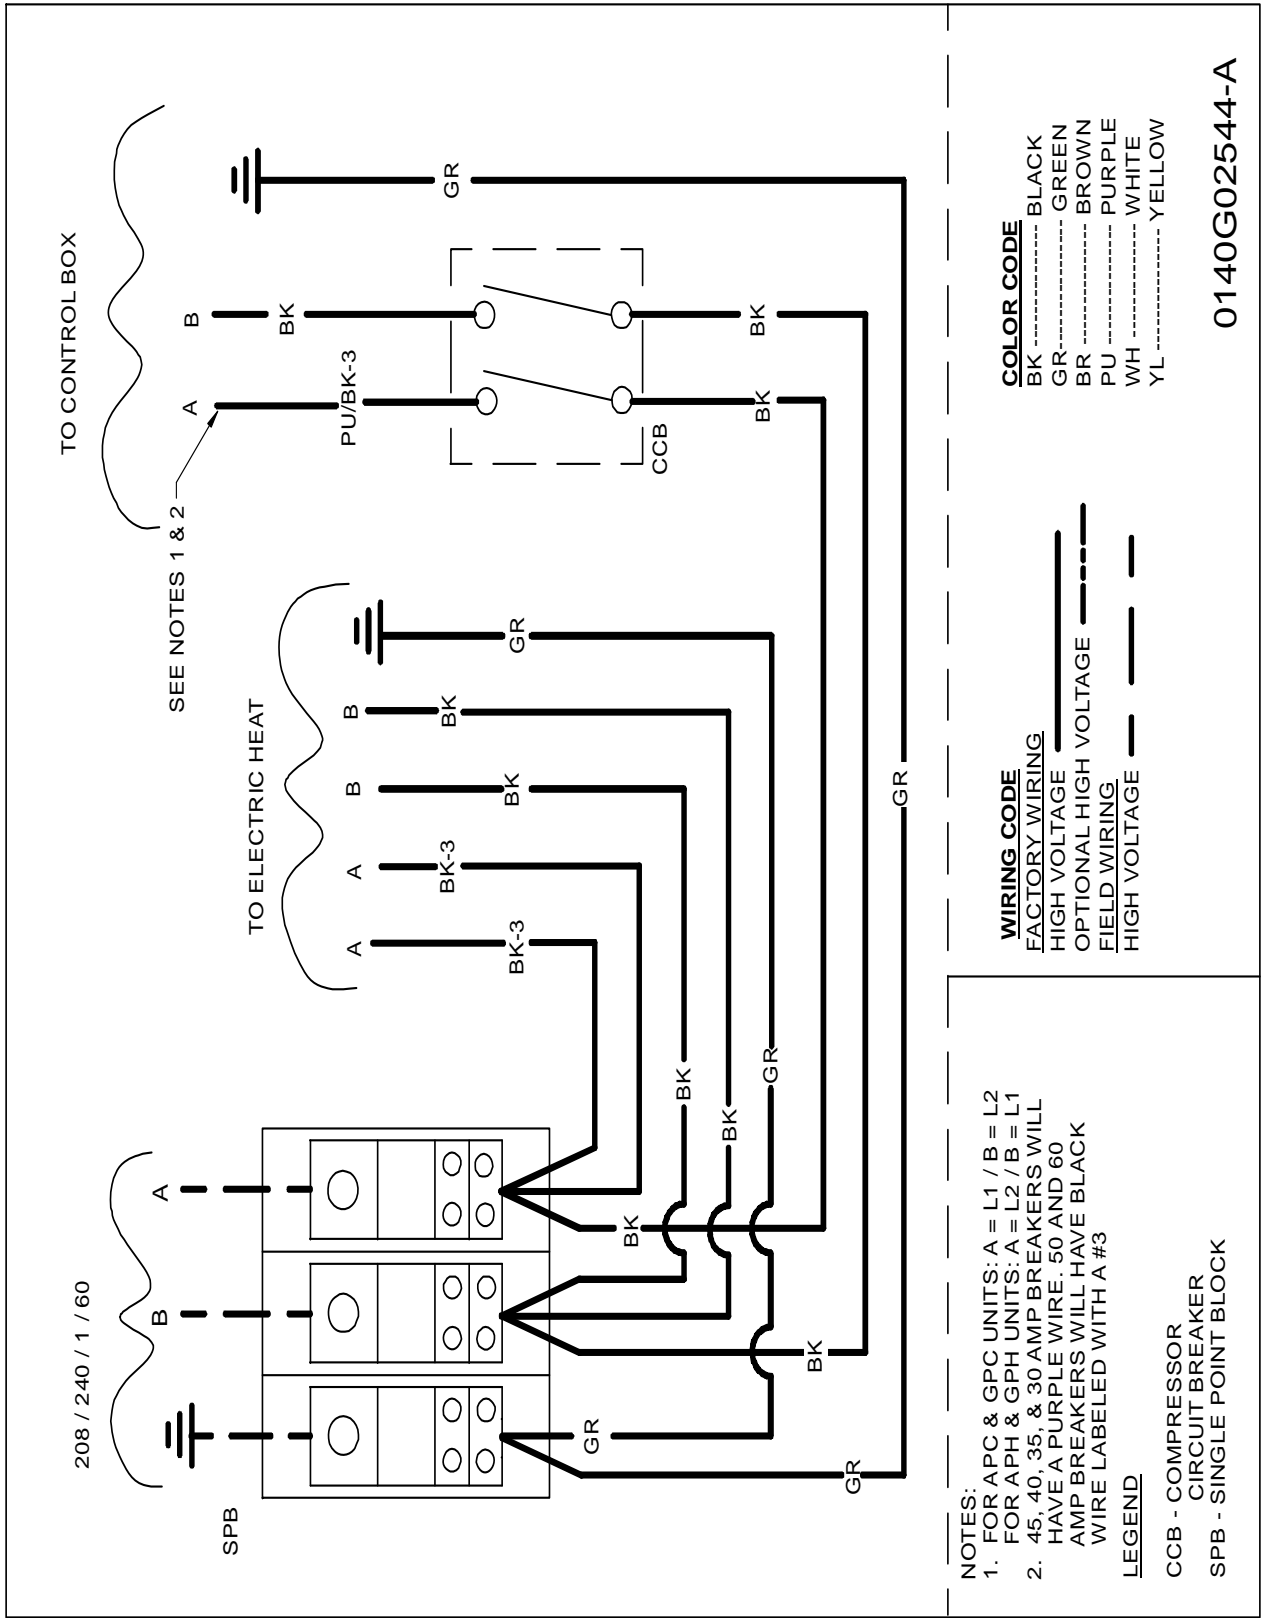 208 / 240 / 1 / 60
A
B
SPB
TO ELECTRIC HEAT
A
A
B
B
BK-3
BK-3
BK
BK
GR
SEE NOTES 1 & 2
TO CONTROL BOX
A
B
PU/BK-3
BK
GR
CCB
BK
BK
BK
BK
GR
BK
BK
GR
GR
GR
NOTES:
1. FOR APC & GPC UNITS: A = L1 / B = L2
FOR APH & GPH UNITS: A = L2 / B = L1
2. 45, 40, 35, & 30 AMP BREAKERS WILL
HAVE A PURPLE WIRE. 50 AND 60
AMP BREAKERS WILL HAVE BLACK
WIRE LABELED WITH A #3
LEGEND
CCB - COMPRESSOR
CIRCUIT BREAKER
SPB - SINGLE POINT BLOCK
WIRING CODE
FACTORY WIRING
HIGH VOLTAGE
OPTIONAL HIGH VOLTAGE
FIELD WIRING
HIGH VOLTAGE
COLOR CODE
BK -------------- BLACK
GR-------------- GREEN
BR -------------- BROWN
PU -------------- PURPLE
WH -------------- WHITE
YL --------------- YELLOW
0140G02544-A